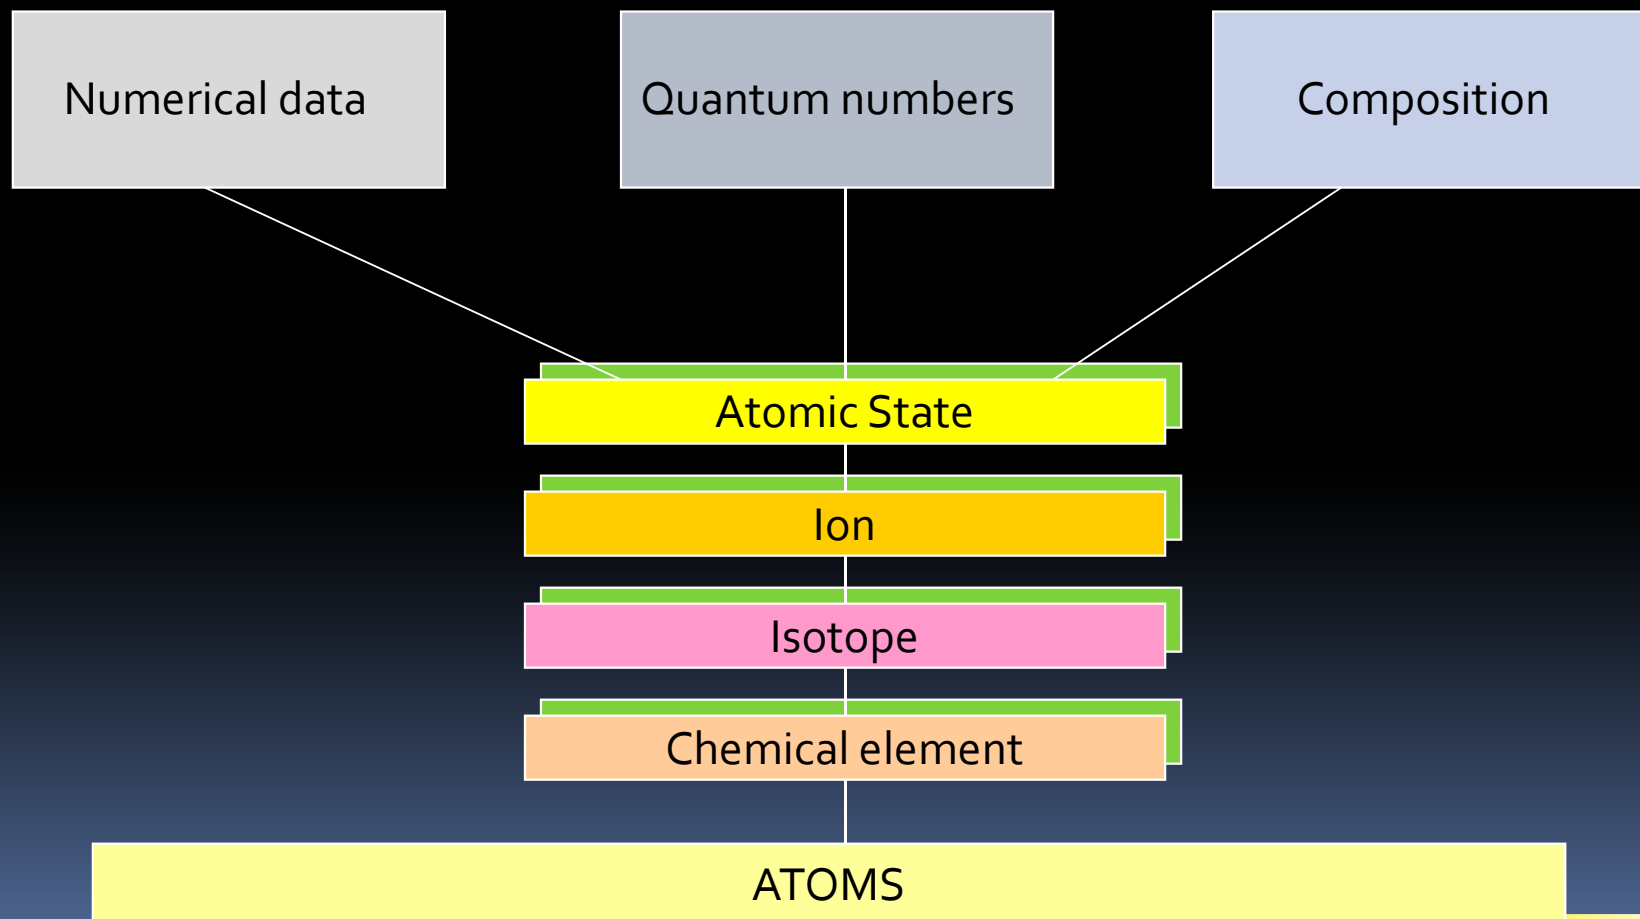 Numerical data
Quantum numbers
Composition
Atomic State
Ion
Isotope
Chemical element
ATOMS